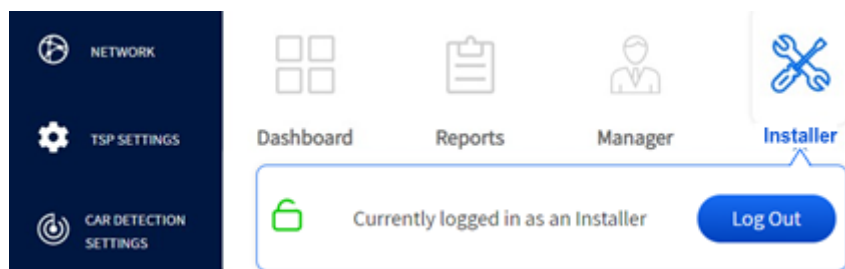 NETWORK
TSP SETTINGS
CAR DETECTION
SETTINGS
Dashboard Reports Manager Installer
Currently logged in as an Installer Log Out